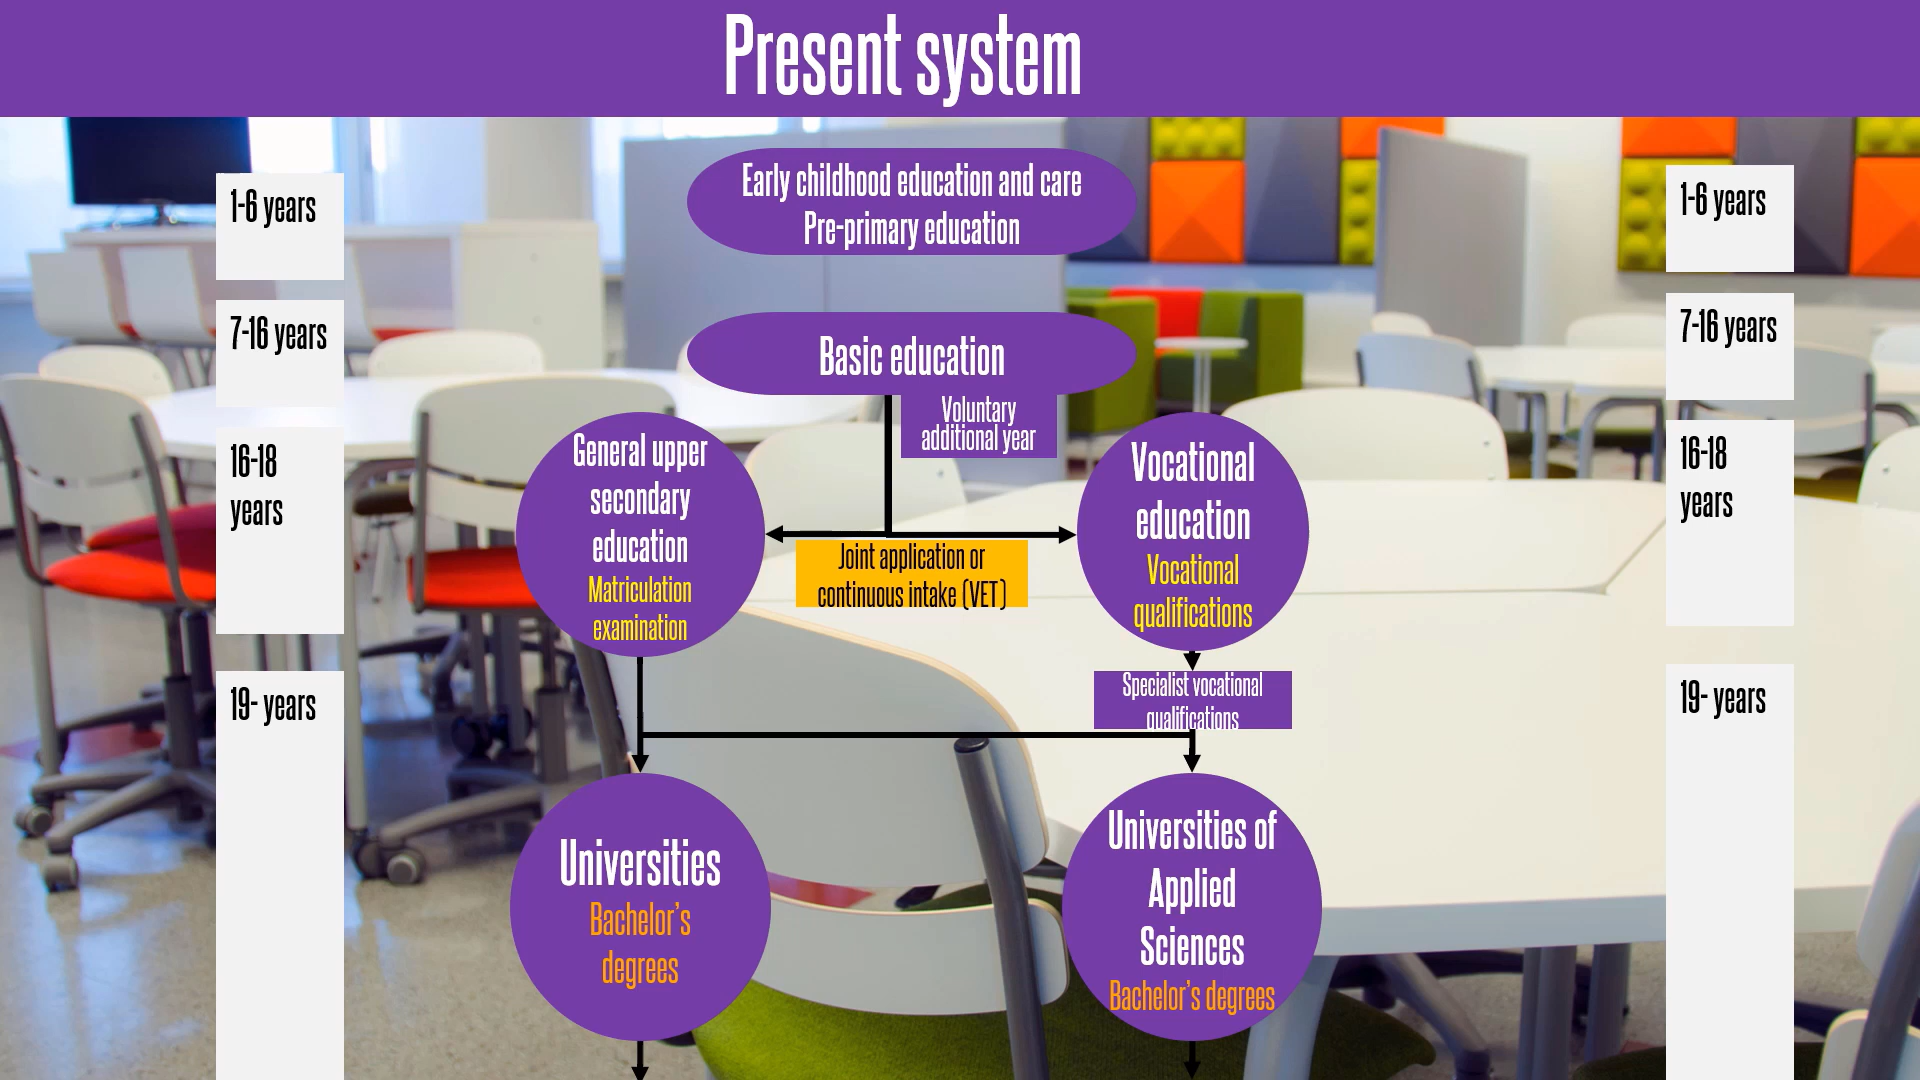 Present system
1-6 years
Early childhood education and care
Pre-primary education
1-6 years
7-16 years
Basic education
7-16 years
Voluntary
additional year
16-18
years
General upper
secondary
education
Matriculation
examination
Joint application or
continuous intake (VET)
Vocational
education
Vocational
qualifications
16-18
years
Specialist vocational
qualifications
19- years
19- years
Universities
Bachelor's
degrees
Universities of
Applied
Sciences
Bachelor's degrees